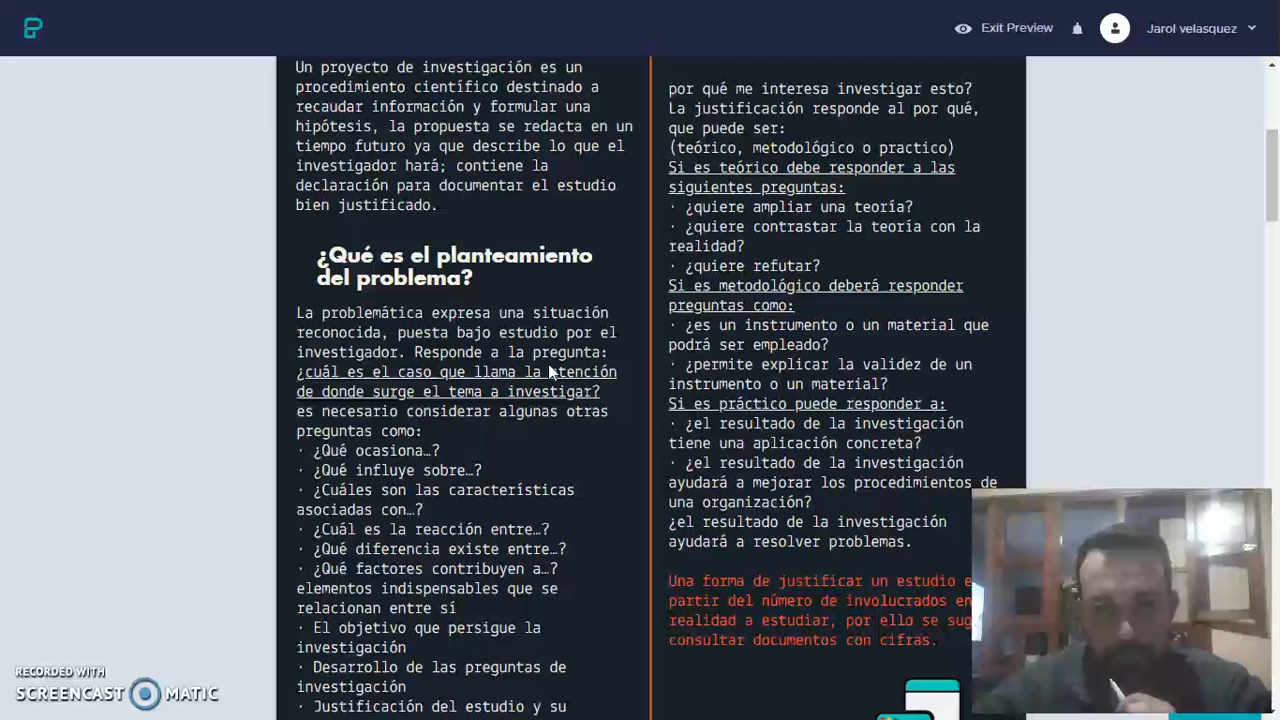 Exit Preview
Jarol velasquez
Un proyecto de investigación es un
procedimiento científico destinado a
recaudar información y formular una
hipótesis, la propuesta se redacta en un
tiempo futuro ya que describe lo que el
investigador hará; contiene la
declaración para documentar el estudio
bien justificado.
¿Qué es el planteamiento
del problema?
La problemática expresa una situación
reconocida, puesta bajo estudio por el
investigador. Responde a la pregunta:
¿cuál es el caso que llama la atención
de donde surge el tema a investigar?
es necesario considerar algunas otras
preguntas como:
· ¿Qué ocasiona…?
· ¿Qué influye sobre…?
· ¿Cuáles son las características
asociadas con…?
· ¿Cuál es la reacción entre…?
· ¿Qué diferencia existe entre…?
· ¿Qué factores contribuyen a…?
elementos indispensables que se
relacionan entre sí
· El objetivo que persigue la
investigación
· Desarrollo de las preguntas de
investigación
· Justificación del estudio y su
por qué me interesa investigar esto?
La justificación responde al por qué,
que puede ser:
(teórico, metodológico o practico)
Si es teórico debe responder a las
siguientes preguntas:
· ¿quiere ampliar una teoría?
· ¿quiere contrastar la teoría con la
realidad?
· ¿quiere refutar?
Si es metodológico deberá responder
preguntas como:
· ¿es un instrumento o un material que
podrá ser empleado?
· ¿permite explicar la validez de un
instrumento o un material?
Si es práctico puede responder a:
· ¿el resultado de la investigación
tiene una aplicación concreta?
· ¿el resultado de la investigación
ayudará a mejorar los procedimientos de
una organización?
¿el resultado de la investigación
ayudará a resolver problemas.
Una forma de justificar un estudio
partir del número de involucrados en
realidad a estudiar, por ello se
consultar documentos con cifras.
RECORDED WITH
SCREENCAST MATIC